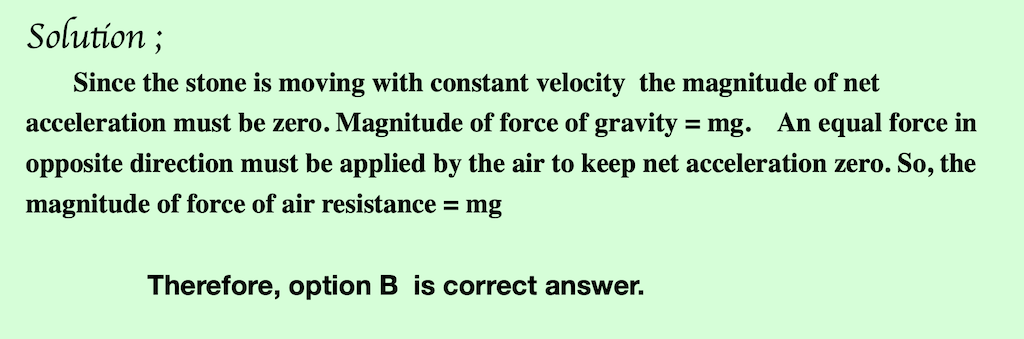 Solution ;
Since the stone is moving with constant velocity the magnitude of net
acceleration must be zero. Magnitude of force of gravity = mg. An equal force in
opposite direction must be applied by the air to keep net acceleration zero. So, the
magnitude of force of air resistance = mg
Therefore, option B is correct answer.